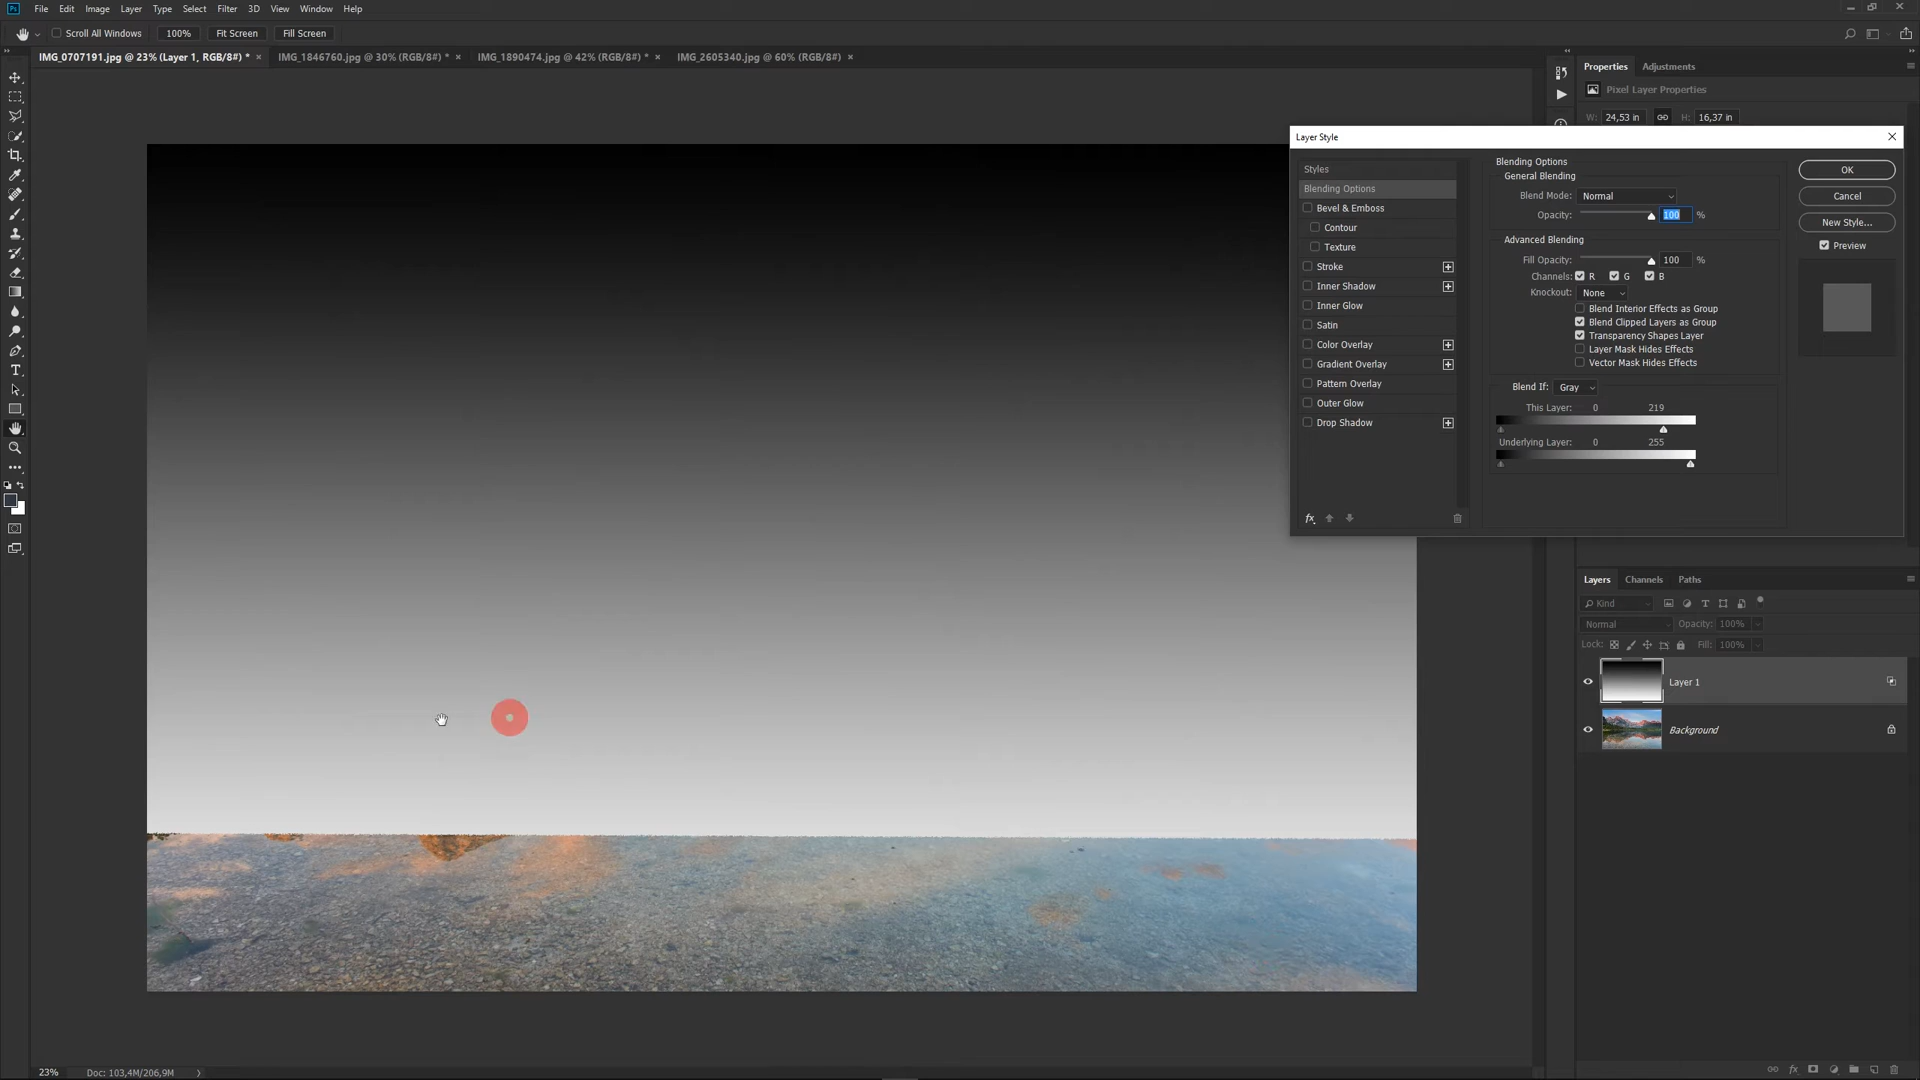 Ps File Edit Image Layer Type Select Filter 3D View Window Help
Scroll All Windows 100% Fit Screen Fill Screen
IMG_0707191.jpg @ 23% (Layer 1, RGB/8#) * × IMG_1846760.jpg @ 30% (RGB/8#) * × IMG_1890474.jpg @ 42% (RGB/8#) * × IMG_2605340.jpg @ 60% (RGB/8#) ×
Properties Adjustments
Pixel Layer Properties
W: 24,53 in H: 16,37 in
Layer Style
Styles
Blending Options
Bevel & Emboss
Contour
Texture
Stroke
Inner Shadow
Inner Glow
Satin
Color Overlay
Gradient Overlay
Pattern Overlay
Outer Glow
Drop Shadow
fx
Blending Options
General Blending
Blend Mode: Normal
Opacity: 100 %
Advanced Blending
Fill Opacity: 100 %
Channels: R G B
Knockout: None
Blend Interior Effects as Group
Blend Clipped Layers as Group
Transparency Shapes Layer
Layer Mask Hides Effects
Vector Mask Hides Effects
Blend If: Gray
This Layer: 0 219
Underlying Layer: 0 255
OK
Cancel
New Style...
Preview
Layers Channels Paths
Kind
Normal Opacity: 100%
Lock: Fill: 100%
Layer 1
Background
fx
23% Doc: 103,4M/206,9M